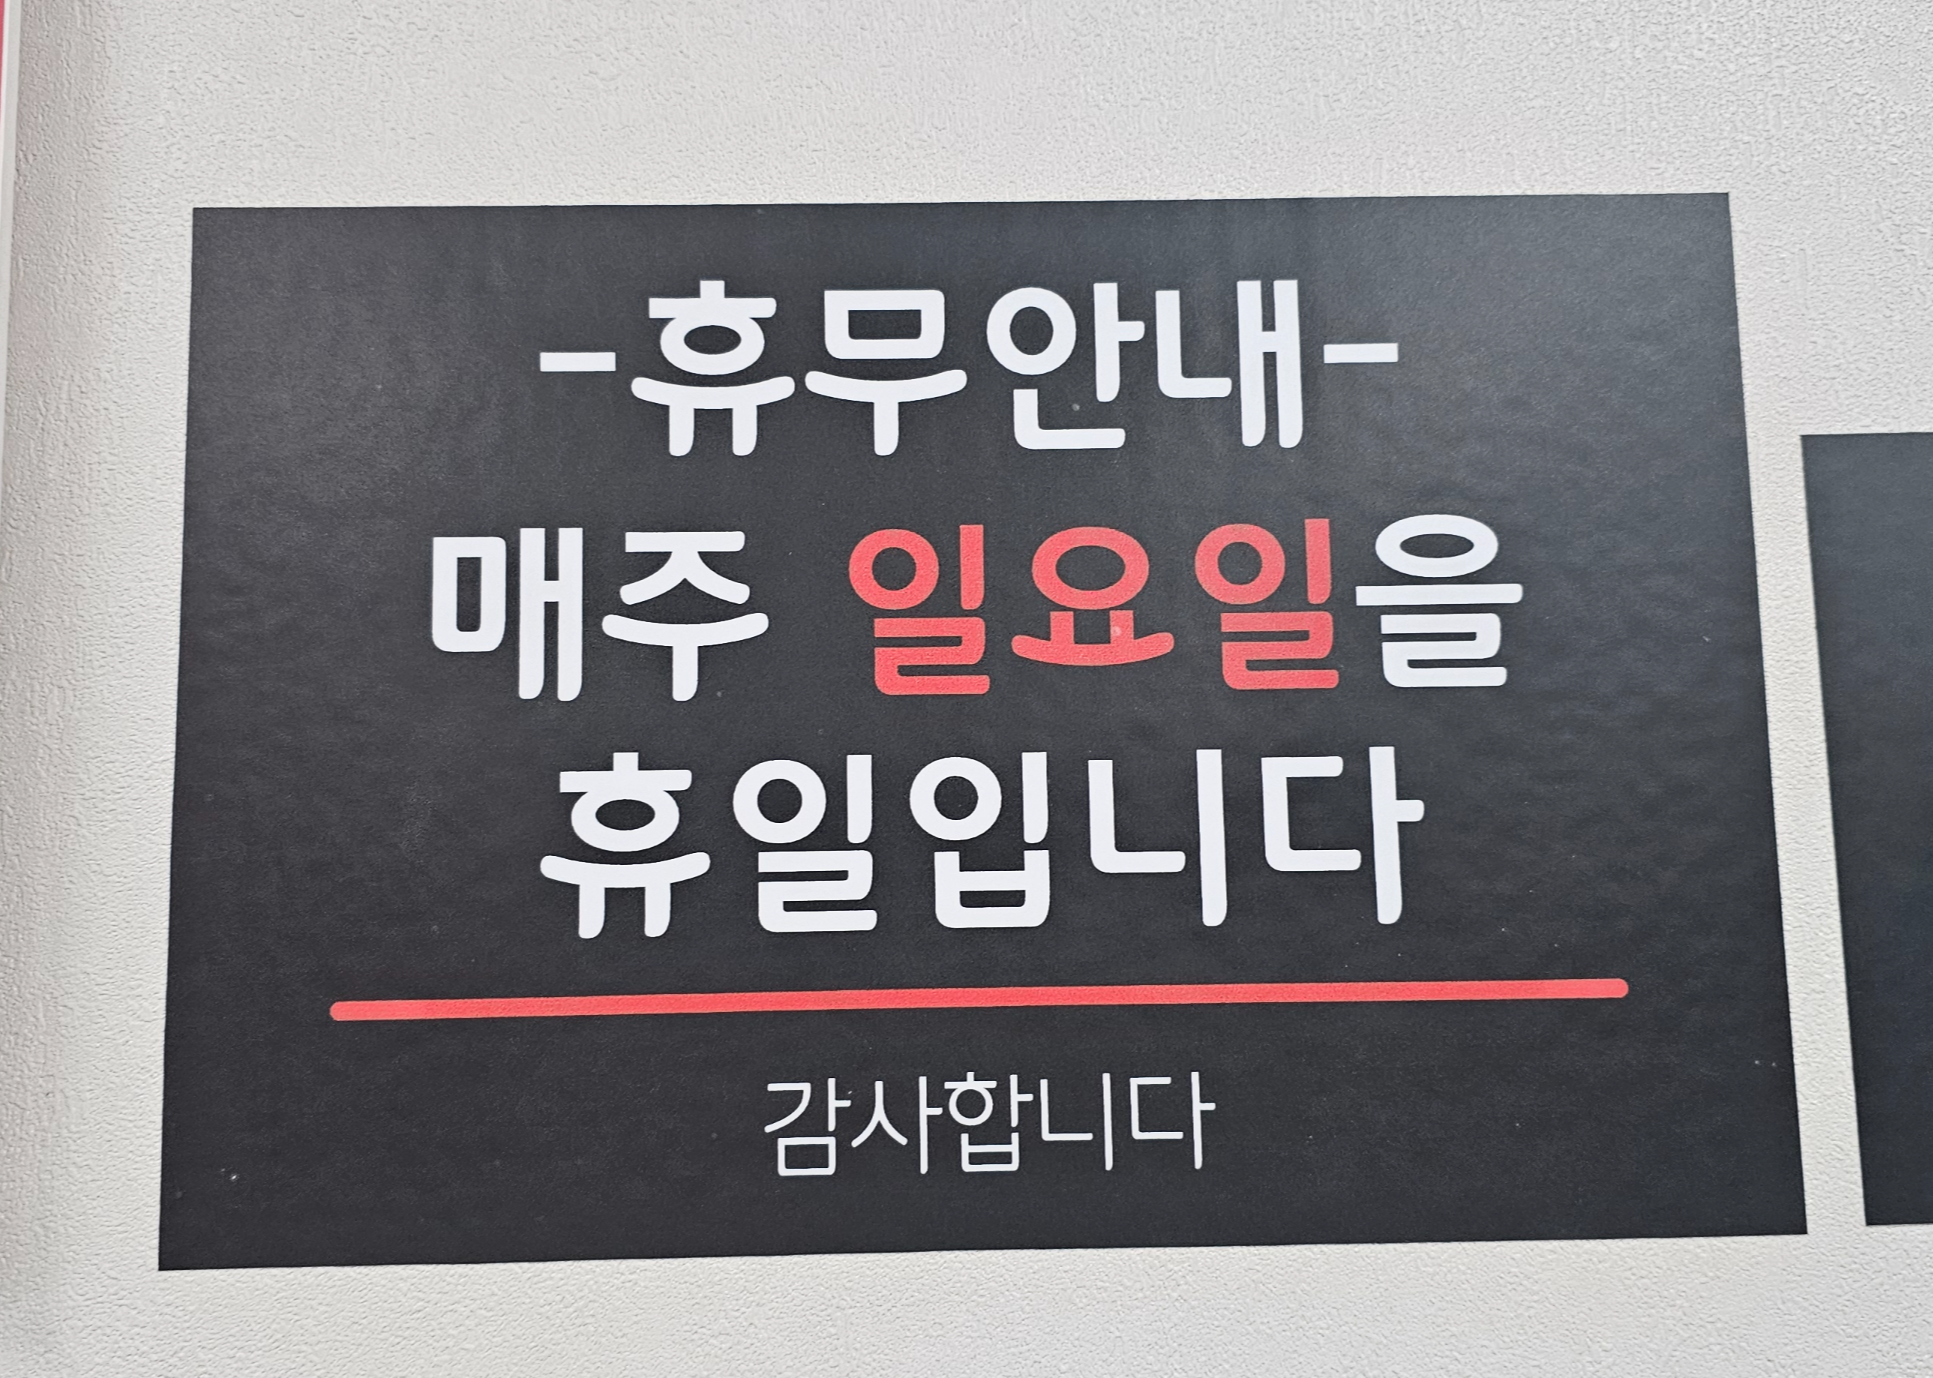 -휴무안내-
매주 일요일을
휴일입니다
감사합니다